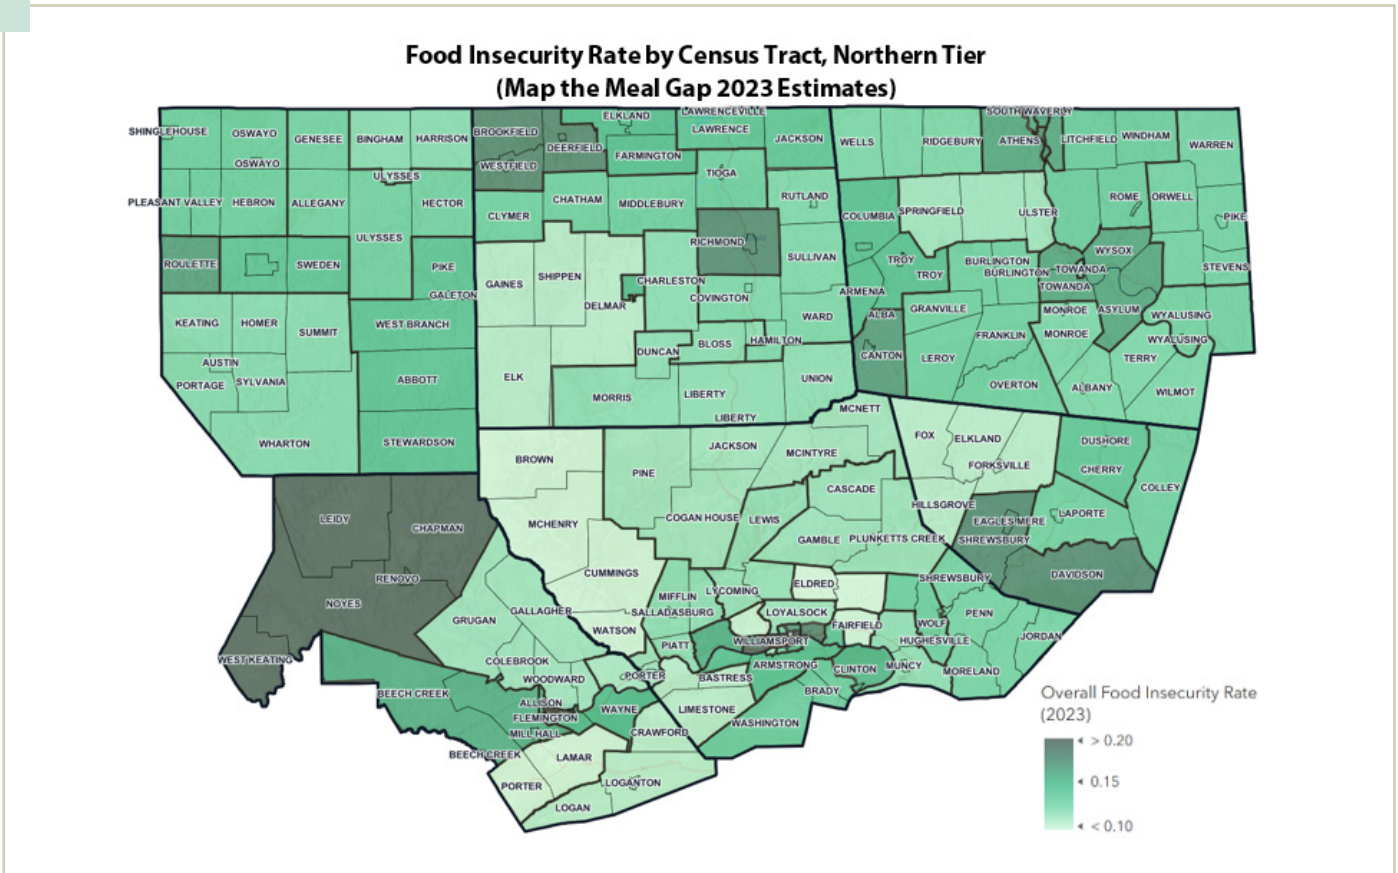 Food Insecurity Rate by Census Tract, Northern Tier
(Map the Meal Gap 2023 Estimates)
SHINGLEHOUSE
OSWAYO
OSWAYO
GENESEE
BINGHAM
HARRISON
ULYSSES
PLEASANT VALLEY
HEBRON
ALLEGANY
HECTOR
ULYSSES
ROULETTE
SWEDEN
PIKE
GALETON
KEATING
HOMER
SUMMIT
WEST BRANCH
AUSTIN
PORTAGE
SYLVANIA
ABBOTT
WHARTON
STEWARDSON
BROOKFIELD
ELKLAND
LAWRENCEVILLE
LAWRENCE
JACKSON
DEERFIELD
WESTFIELD
FARMINGTON
TIOGA
CLYMER
CHATHAM
MIDDLEBURY
RUTLAND
RICHMOND
SULLIVAN
GAINES
SHIPPEN
DELMAR
CHARLESTON
COVINGTON
WARD
DUNCAN
BLOSS
HAMILTON
ELK
MORRIS
LIBERTY
LIBERTY
UNION
WELLS
RIDGEBURY
SOUTH WAVERLY
ATHENS
LITCHFIELD
WINDHAM
WARREN
COLUMBIA
SPRINGFIELD
ULSTER
ROME
ORWELL
PIKE
TROY
TROY
BURLINGTON
BURLINGTON
WYSOX
TOWANDA
TOWANDA
STEVENS
ARMENIA
ALBA
GRANVILLE
MONROE
MONROE
ASYLUM
WYALUSING
WYALUSING
CANTON
LEROY
FRANKLIN
TERRY
OVERTON
ALBANY
WILMOT
LEIDY
CHAPMAN
RENOVO
NOYES
WEST KEATING
GRUGAN
GALLAGHER
COLEBROOK
WOODWARD
BEECH CREEK
ALLISON
FLEMINGTON
MILL HALL
WAYNE
BEECH CREEK
LAMAR
CRAWFORD
PORTER
LOGANTON
LOGAN
BROWN
PINE
JACKSON
MCINTYRE
MCNETT
MCHENRY
COGAN HOUSE
LEWIS
CASCADE
GAMBLE
PLUNKETTS CREEK
CUMMINGS
MIFFLIN
LYCOMING
ELDRED
SHREWSBURY
SALLADASBURG
LOYALSOCK
WATSON
PIATT
WILLIAMSPORT
FAIRFIELD
WOLF
PENN
HUGHESVILLE
JORDAN
PORTER
BASTRESS
ARMSTRONG
CLINTON
MUNCY
MORELAND
LIMESTONE
BRADY
WASHINGTON
FOX
ELKLAND
FORKSVILLE
DUSHORE
CHERRY
COLLEY
HILLSGROVE
EAGLES MERE
SHREWSBURY
LAPORTE
DAVIDSON
Overall Food Insecurity Rate
(2023)
> 0.20
0.15
< 0.10